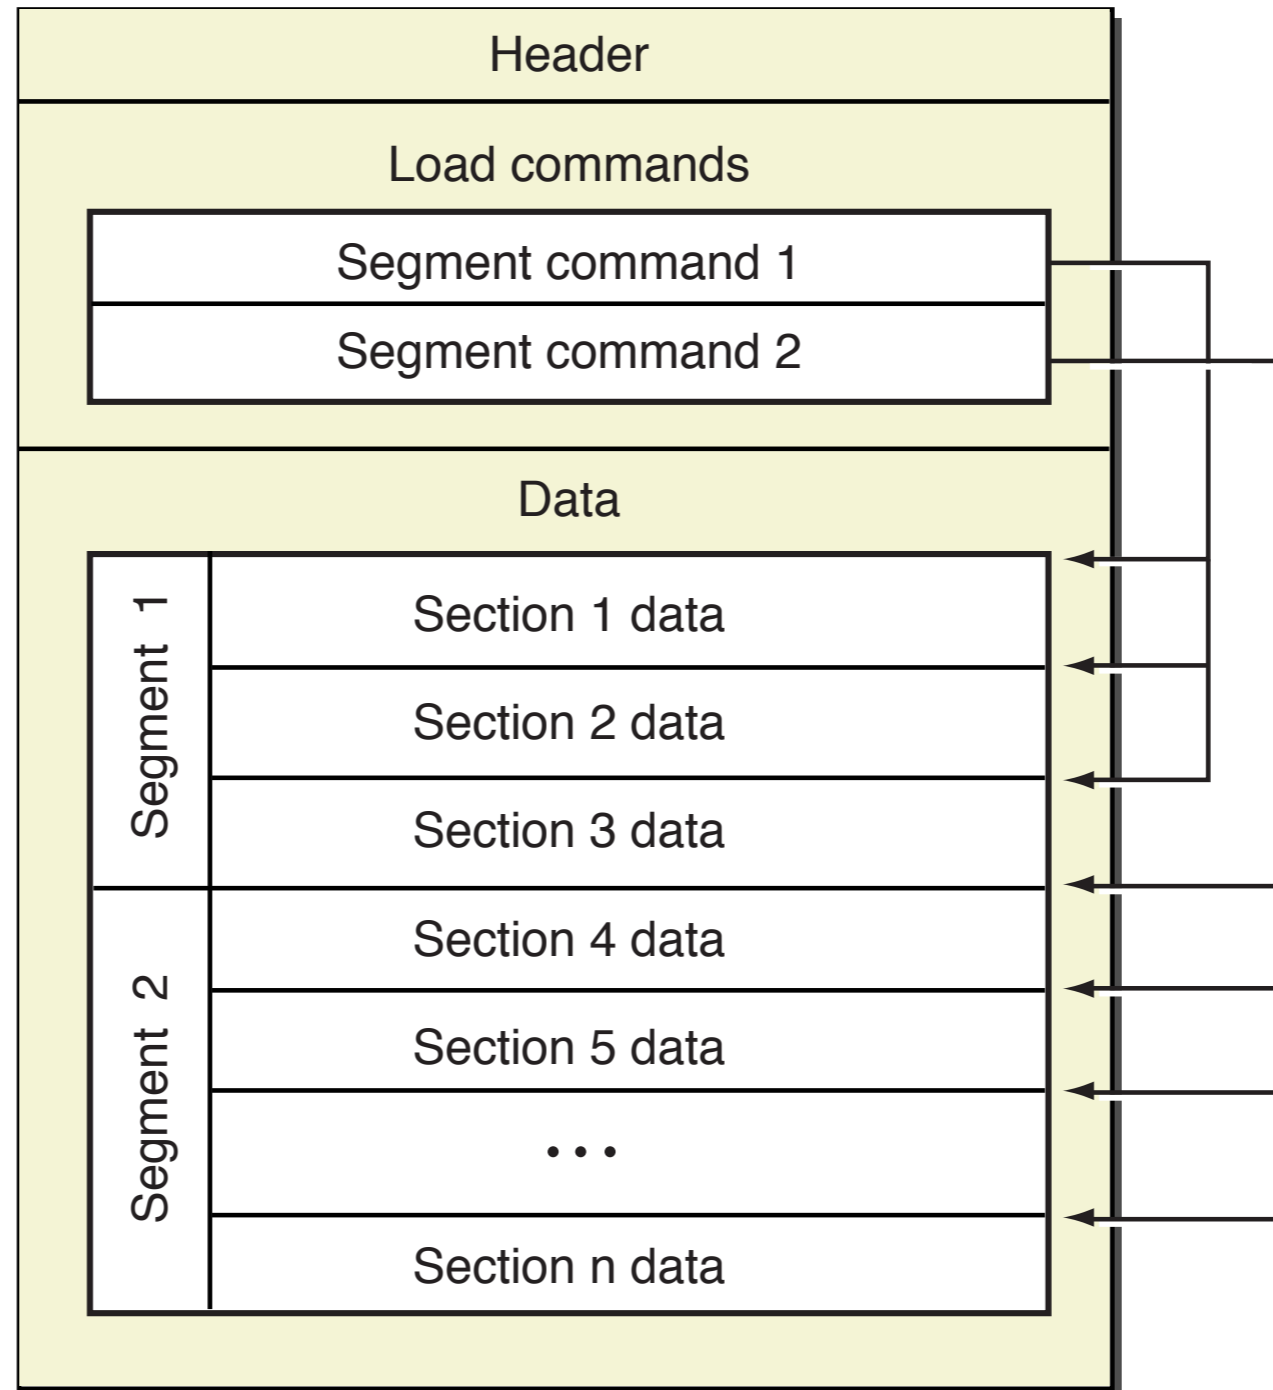 Header
Load commands
Segment command 1
Segment command 2
Data
Segment 1
Section 1 data
Section 2 data
Section 3 data
Segment 2
Section 4 data
Section 5 data
...
Section n data